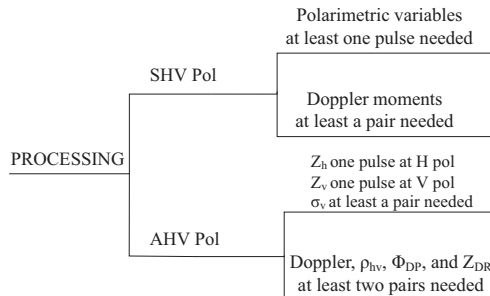 Polarimetric variables
at least one pulse needed
SHV Pol
Doppler moments
at least a pair needed
PROCESSING
Zₕ one pulse at H pol
Zᵥ one pulse at V pol
σᵥ at least a pair needed
AHV Pol
Doppler, ρₕᵥ, Φ_DP, and Z_DR
at least two pairs needed